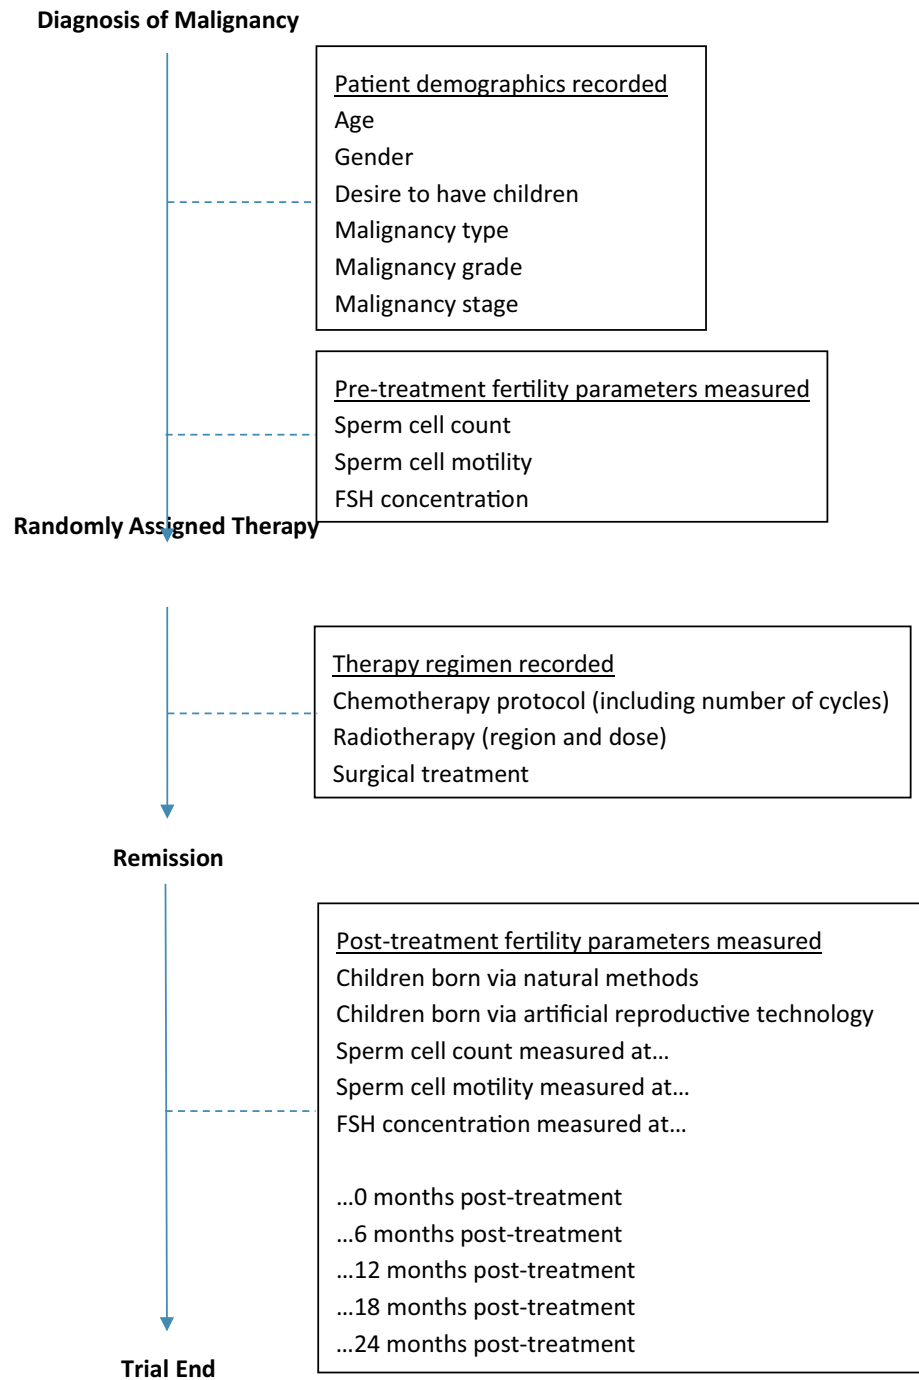 Diagnosis of Malignancy
Patient demographics recorded
Age
Gender
Desire to have children
Malignancy type
Malignancy grade
Malignancy stage
Pre-treatment fertility parameters measured
Sperm cell count
Sperm cell motility
FSH concentration
Randomly Assigned Therapy
Therapy regimen recorded
Chemotherapy protocol (including number of cycles)
Radiotherapy (region and dose)
Surgical treatment
Remission
Post-treatment fertility parameters measured
Children born via natural methods
Children born via artificial reproductive technology
Sperm cell count measured at…
Sperm cell motility measured at…
FSH concentration measured at…
…0 months post-treatment
…6 months post-treatment
…12 months post-treatment
…18 months post-treatment
…24 months post-treatment
Trial End